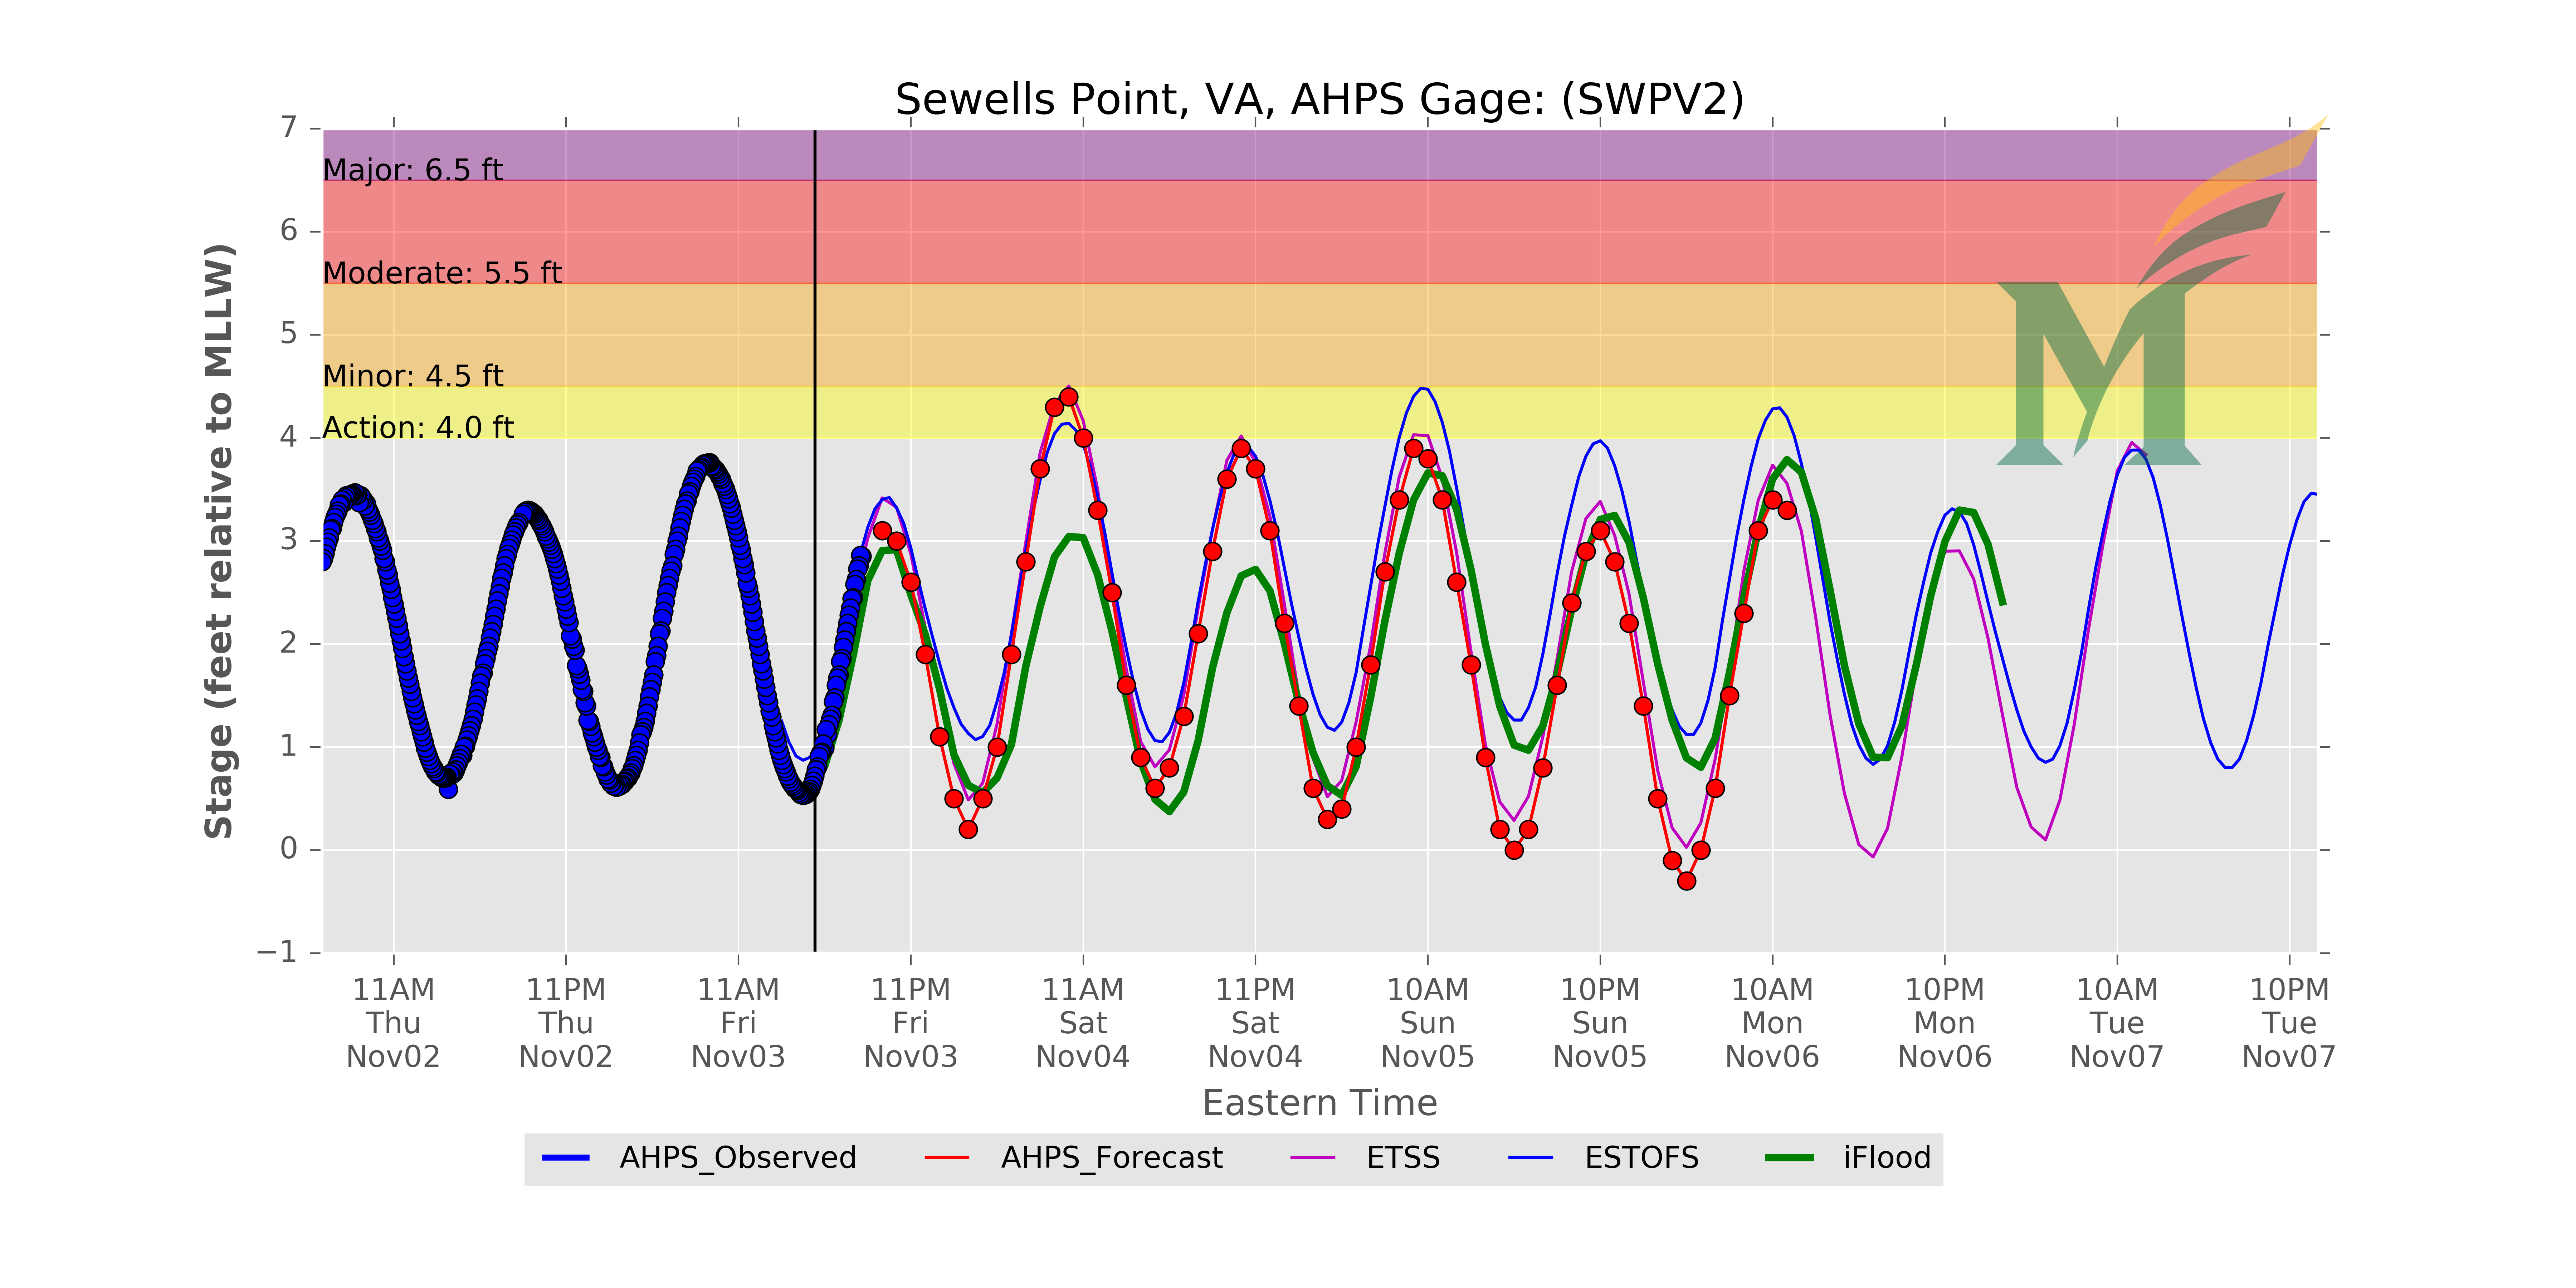 Sewells Point, VA, AHPS Gage: (SWPV2)
Stage (feet relative to MLLW)
7
6
5
4
3
2
1
0
−1
Major: 6.5 ft
Moderate: 5.5 ft
Minor: 4.5 ft
Action: 4.0 ft
M
11AM 11PM 11AM 11PM 11AM 11PM 10AM 10PM 10AM 10PM 10AM 10PM
Thu Thu Fri Fri Sat Sat Sun Sun Mon Mon Tue Tue
Nov02 Nov02 Nov03 Nov03 Nov04 Nov04 Nov05 Nov05 Nov06 Nov06 Nov07 Nov07
Eastern Time
AHPS_Observed AHPS_Forecast ETSS ESTOFS iFlood